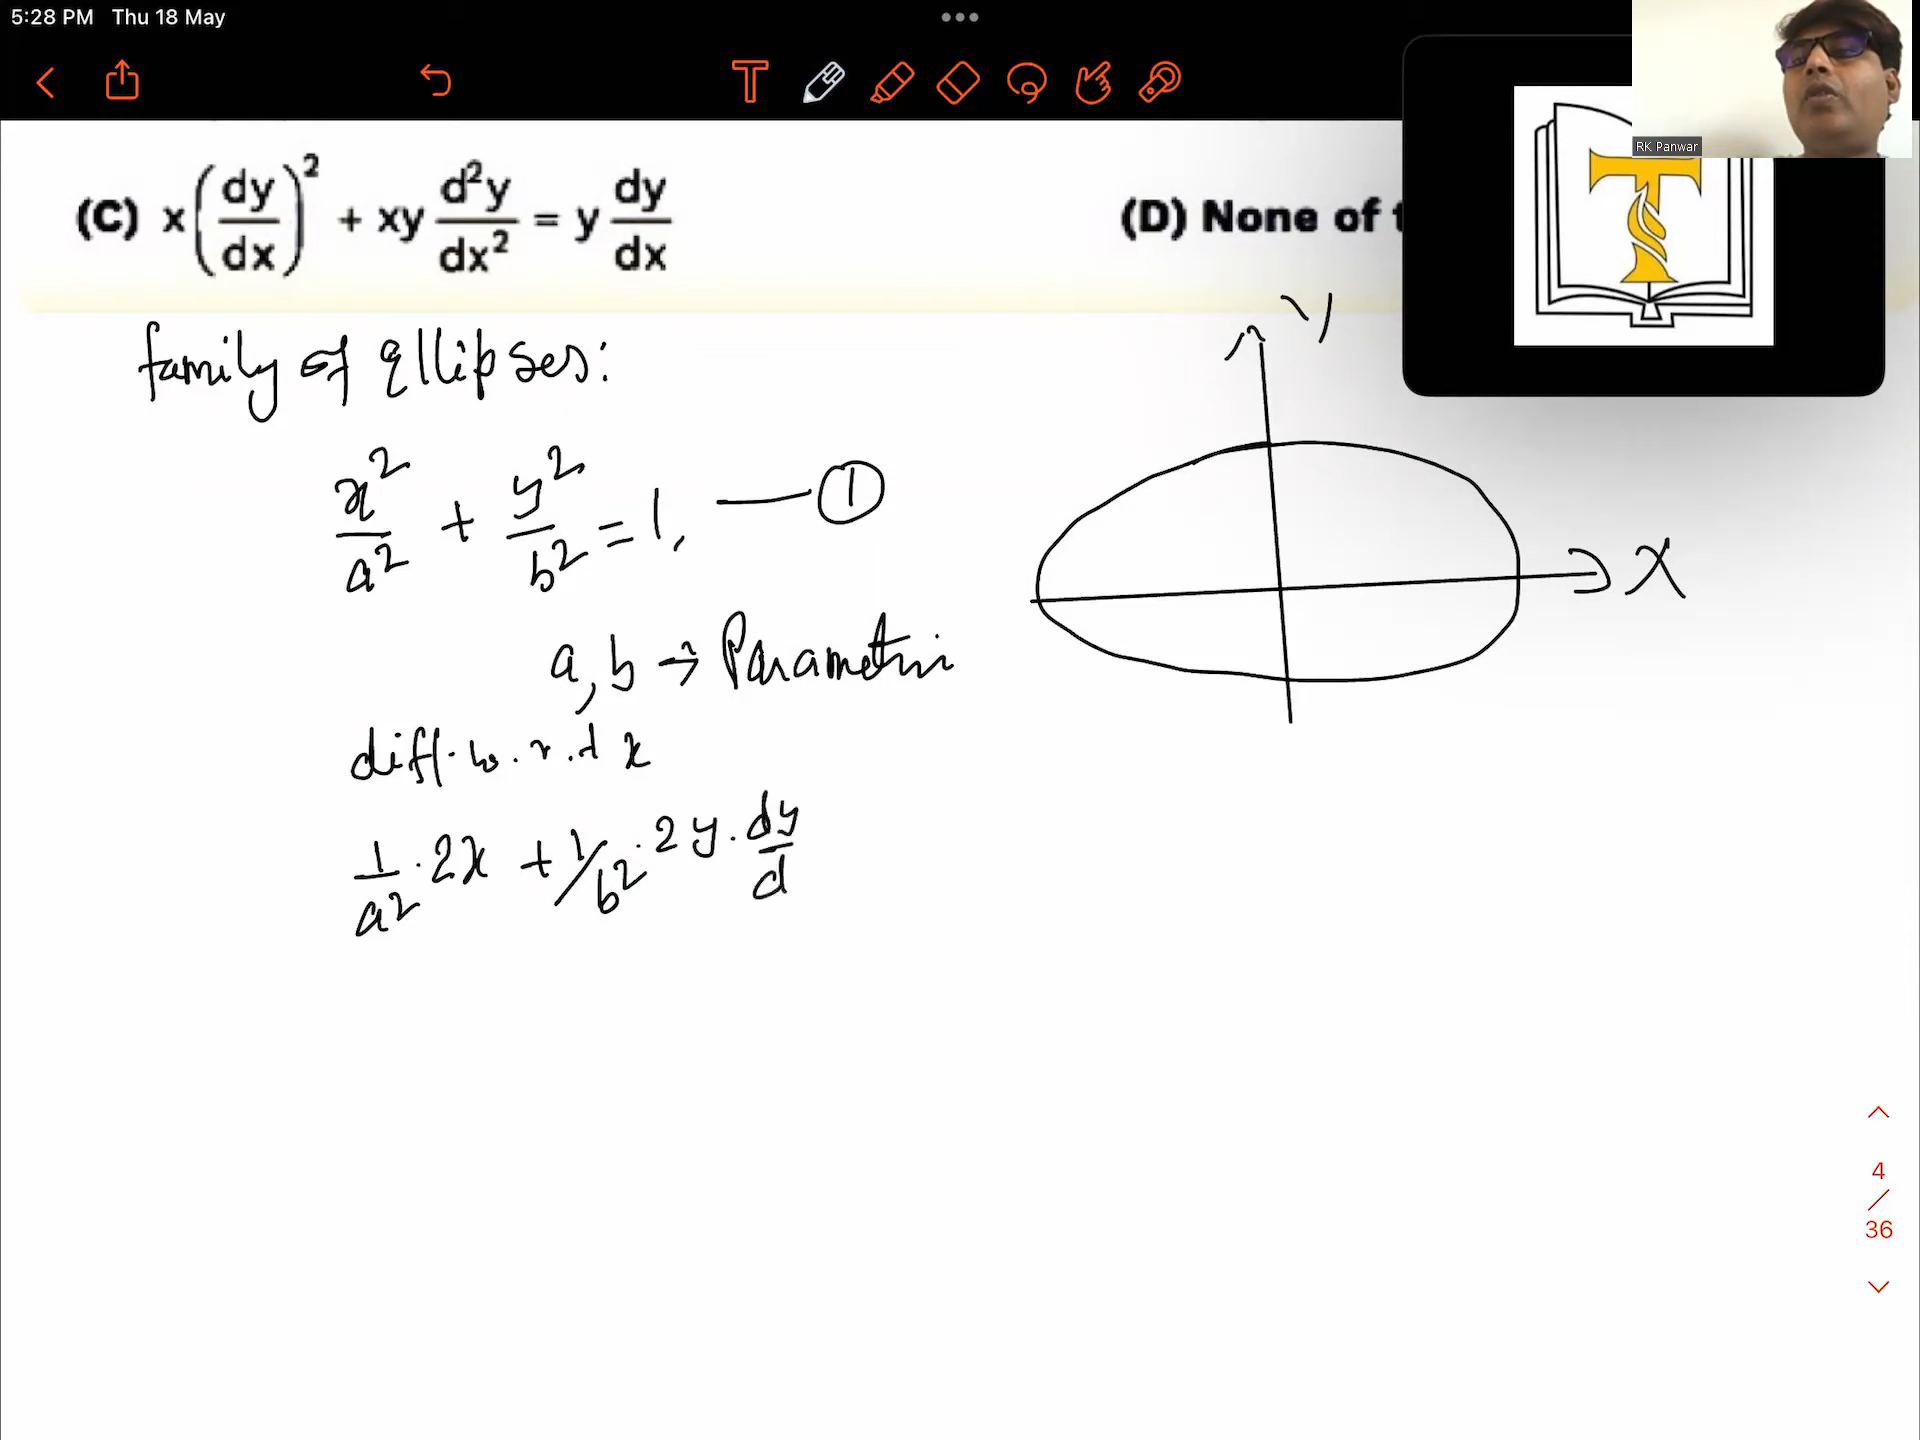 5:28 PM Thu 18 May
RK Panwar
(C) x(dy/dx)² + xy d²y/dx² = y dy/dx
(D) None of t
family of ellipses:
x²/a² + y²/b² = 1, — ①
a, b → Parametri
diff. w.r.t x
1/a² · 2x + 1/b² · 2y · dy/d
y
X
4
/
36